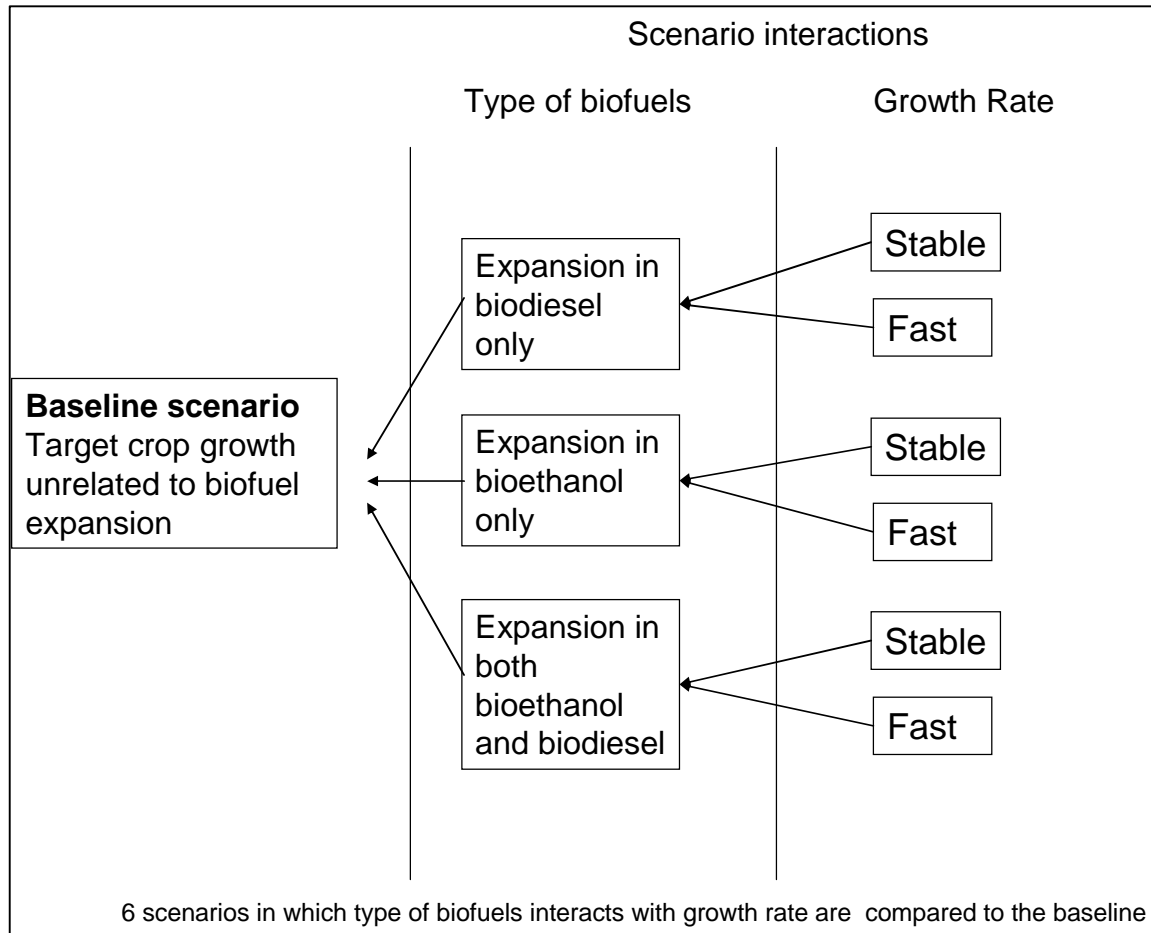 Scenario interactions
Type of biofuels
Growth Rate
Baseline scenario
Target crop growth
unrelated to biofuel
expansion
Expansion in
biodiesel
only
Stable
Fast
Expansion in
bioethanol
only
Stable
Fast
Expansion in
both
bioethanol
and biodiesel
Stable
Fast
6 scenarios in which type of biofuels interacts with growth rate are  compared to the baseline